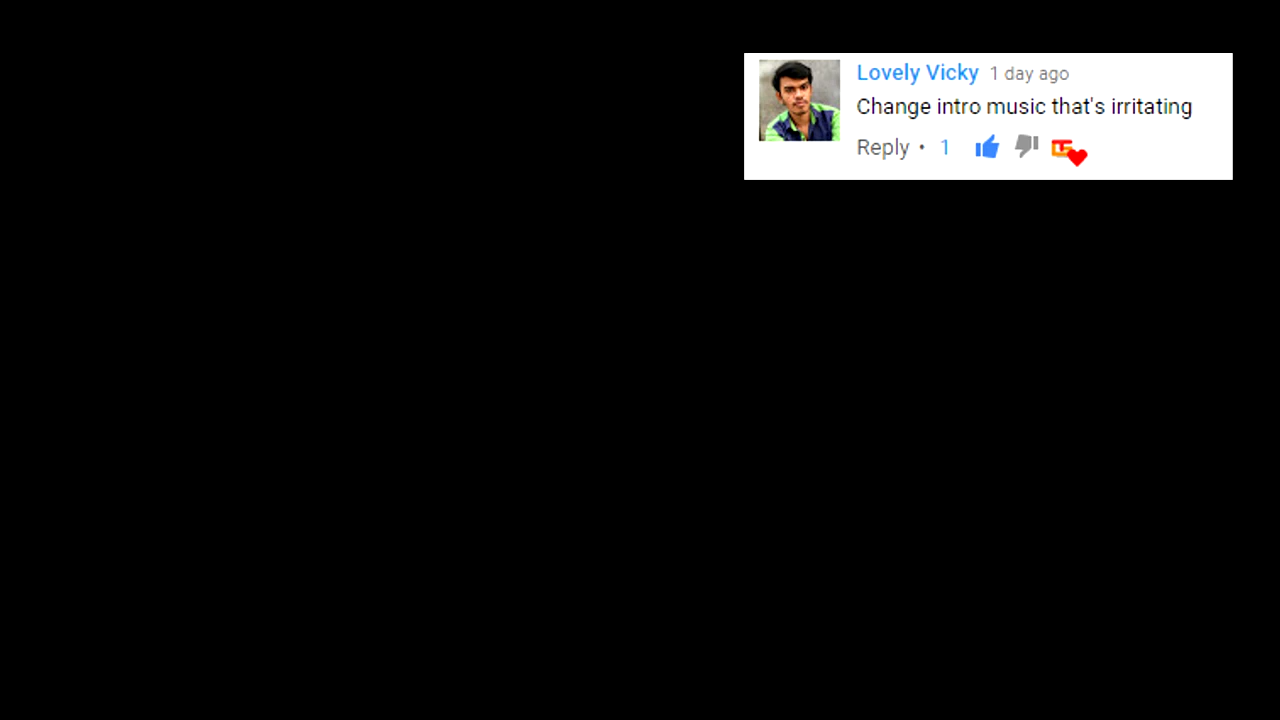 Lovely Vicky 1 day ago
Change intro music that's irritating
Reply • 1